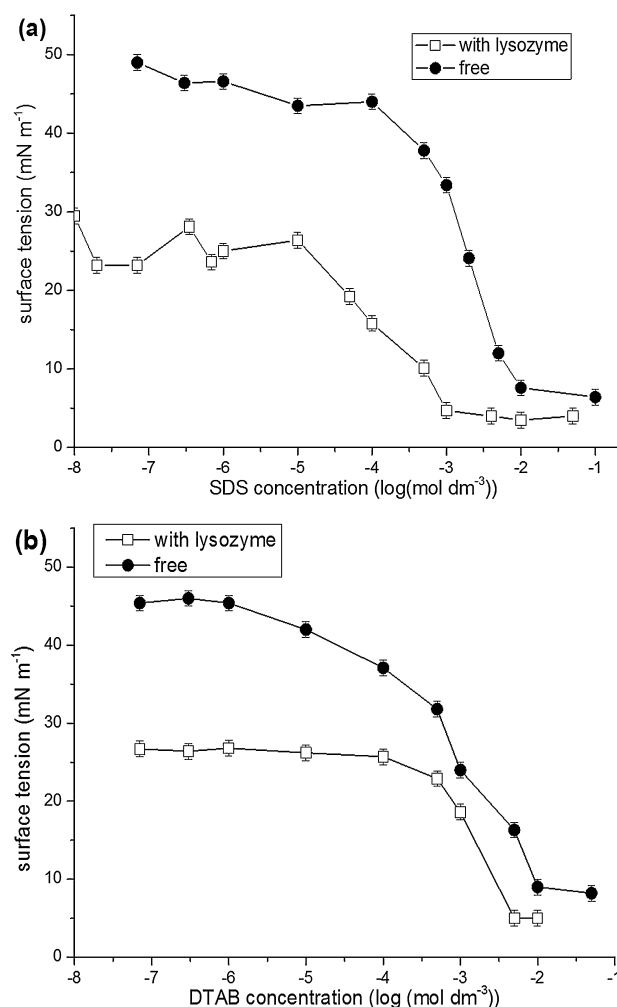 (a)
with lysozyme
free
50
40
30
20
10
0
surface tension (mN m-1)
-8 -7 -6 -5 -4 -3 -2 -1
SDS concentration (log(mol dm-3))
(b)
with lysozyme
free
50
40
30
20
10
0
surface tension (mN m-1)
-8 -7 -6 -5 -4 -3 -2 -1
DTAB concentration (log (mol dm-3))